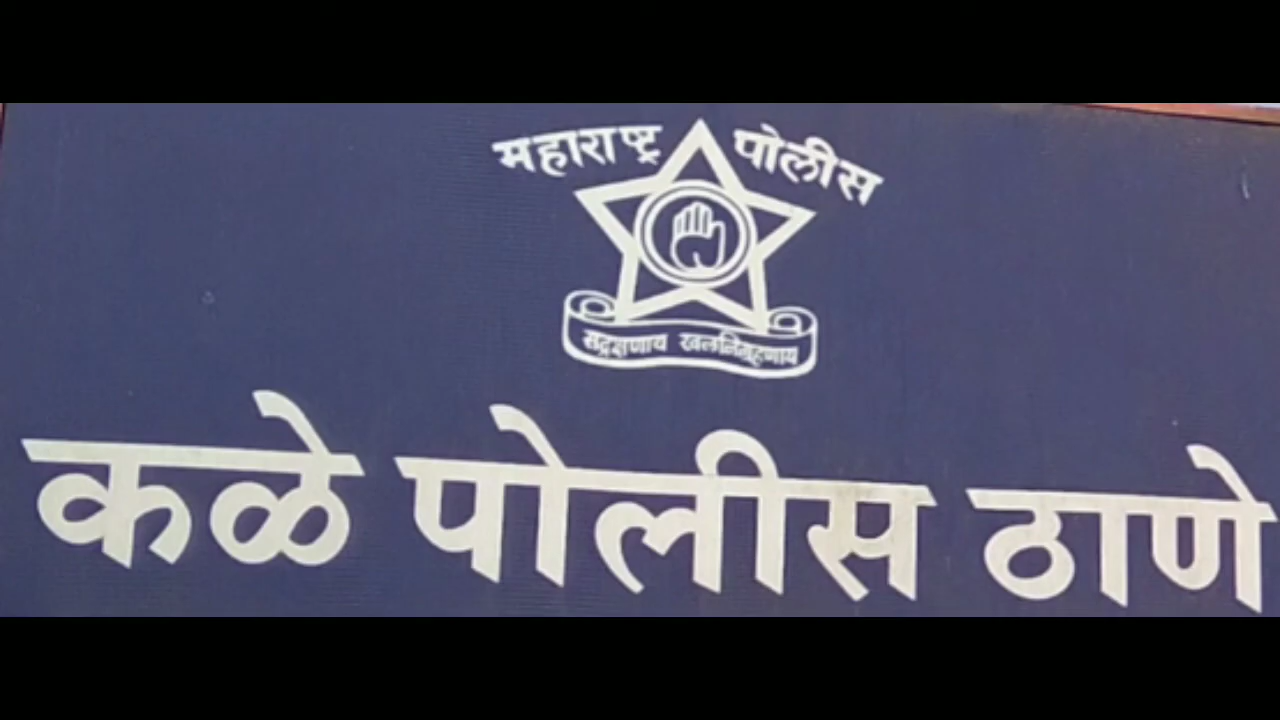 महाराष्ट्र पोलीस
सद्रक्षणाय खलनिग्रहणाय
कळे पोलीस ठाणे